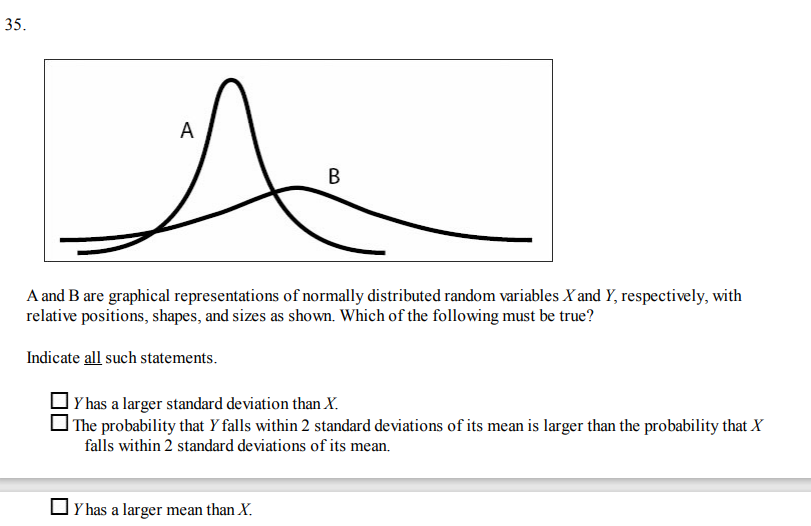 35.
A
B
A and B are graphical representations of normally distributed random variables X and Y, respectively, with
relative positions, shapes, and sizes as shown. Which of the following must be true?
Indicate all such statements.
Y has a larger standard deviation than X.
The probability that Y falls within 2 standard deviations of its mean is larger than the probability that X
falls within 2 standard deviations of its mean.
Y has a larger mean than X.